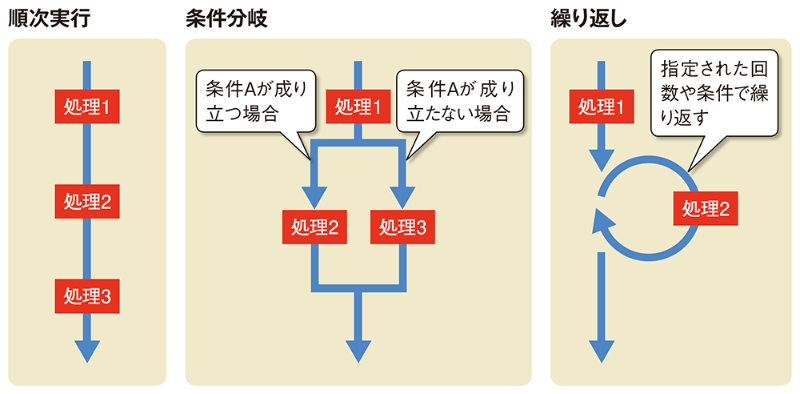 順次実行
処理1
処理2
処理3
条件分岐
条件Aが成り
立つ場合
処理1
条件Aが成り
立たない場合
処理2
処理3
繰り返し
処理1
指定された回
数や条件で繰
り返す
処理2